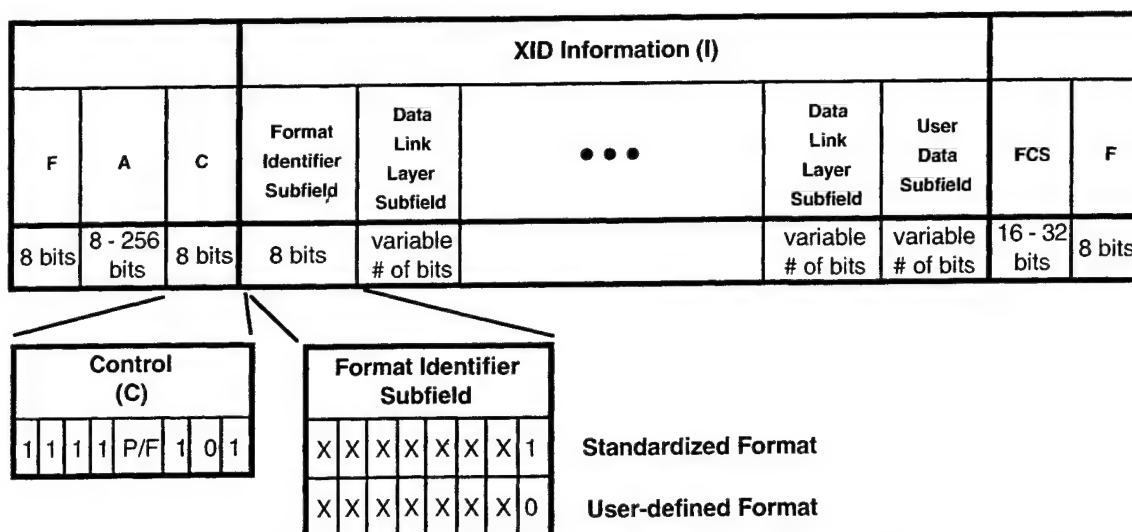 XID Information (I)
F
A
C
Format
Identifier
Subfield
Data
Link
Layer
Subfield
•••
Data
Link
Layer
Subfield
User
Data
Subfield
FCS
F
8 bits
8 - 256
bits
8 bits
8 bits
variable
# of bits
variable
# of bits
variable
# of bits
16 - 32
bits
8 bits
Control
(C)
1 1 1 1 P/F 1 0 1
Format Identifier
Subfield
X X X X X X X 1
Standardized Format
X X X X X X X 0
User-defined Format